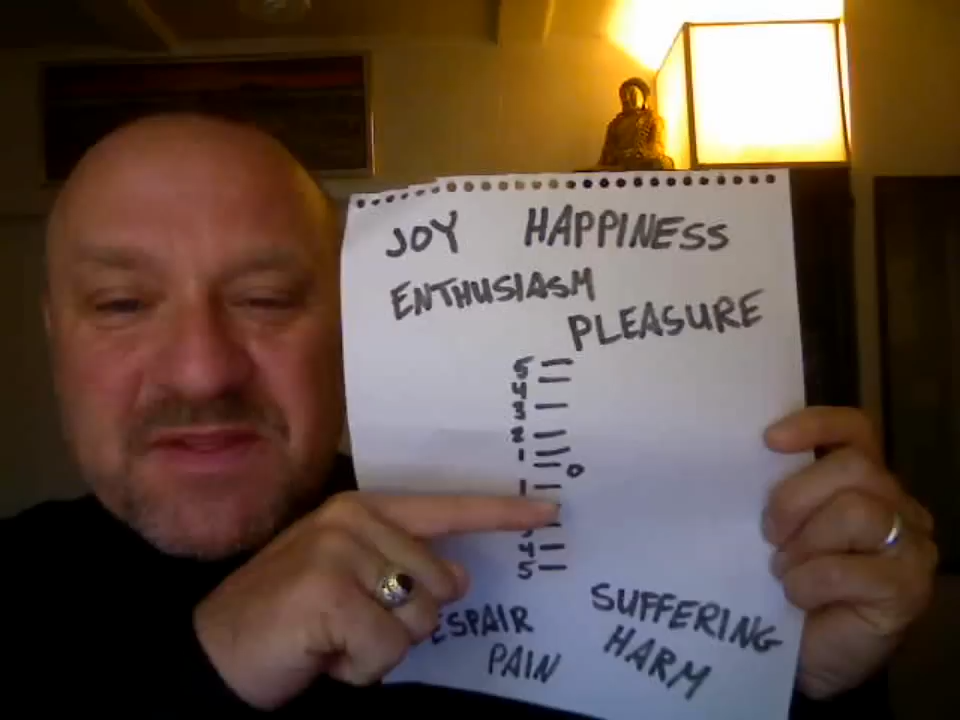 JOY HAPPINESS
ENTHUSIASM
PLEASURE
5
4
3
2
1
0
1
4
5
ESPAIR SUFFERING
PAIN HARM